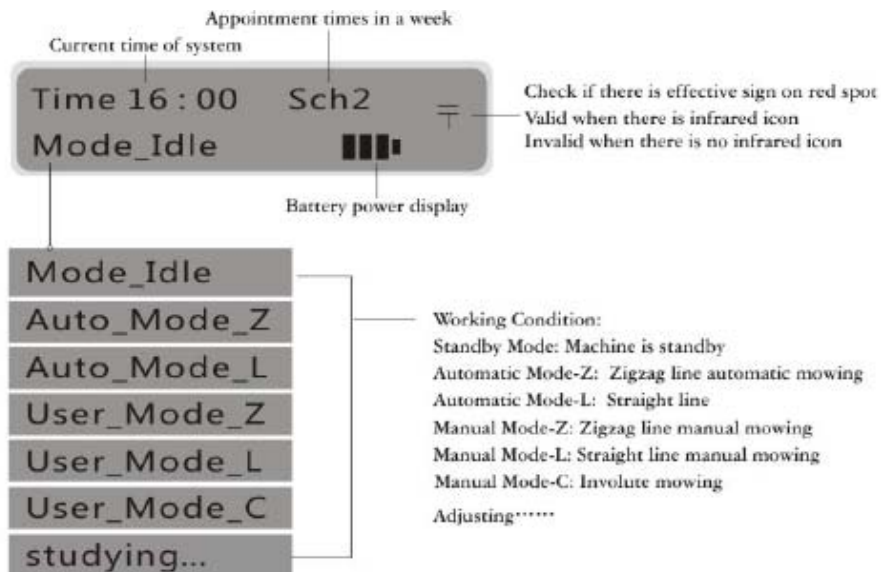 Appointment times in a week
Current time of system
Time 16 : 00 Sch2
Mode_Idle
Check if there is effective sign on red spot
Valid when there is infrared icon
Invalid when there is no infrared icon
Battery power display
Mode_Idle
Auto_Mode_Z
Auto_Mode_L
User_Mode_Z
User_Mode_L
User_Mode_C
studying...
Working Condition:
Standby Mode: Machine is standby
Automatic Mode-Z: Zigzag line automatic mowing
Automatic Mode-L: Straight line
Manual Mode-Z: Zigzag line manual mowing
Manual Mode-L: Straight line manual mowing
Manual Mode-C: Involute mowing
Adjusting······